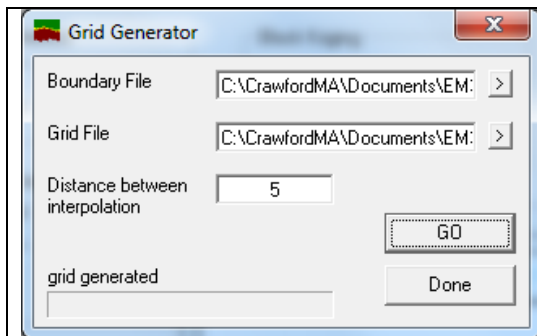 Grid Generator
Boundary File
C:\CrawfordMA\Documents\EM:
>
Grid File
C:\CrawfordMA\Documents\EM:
>
Distance between
interpolation
5
GO
grid generated
Done